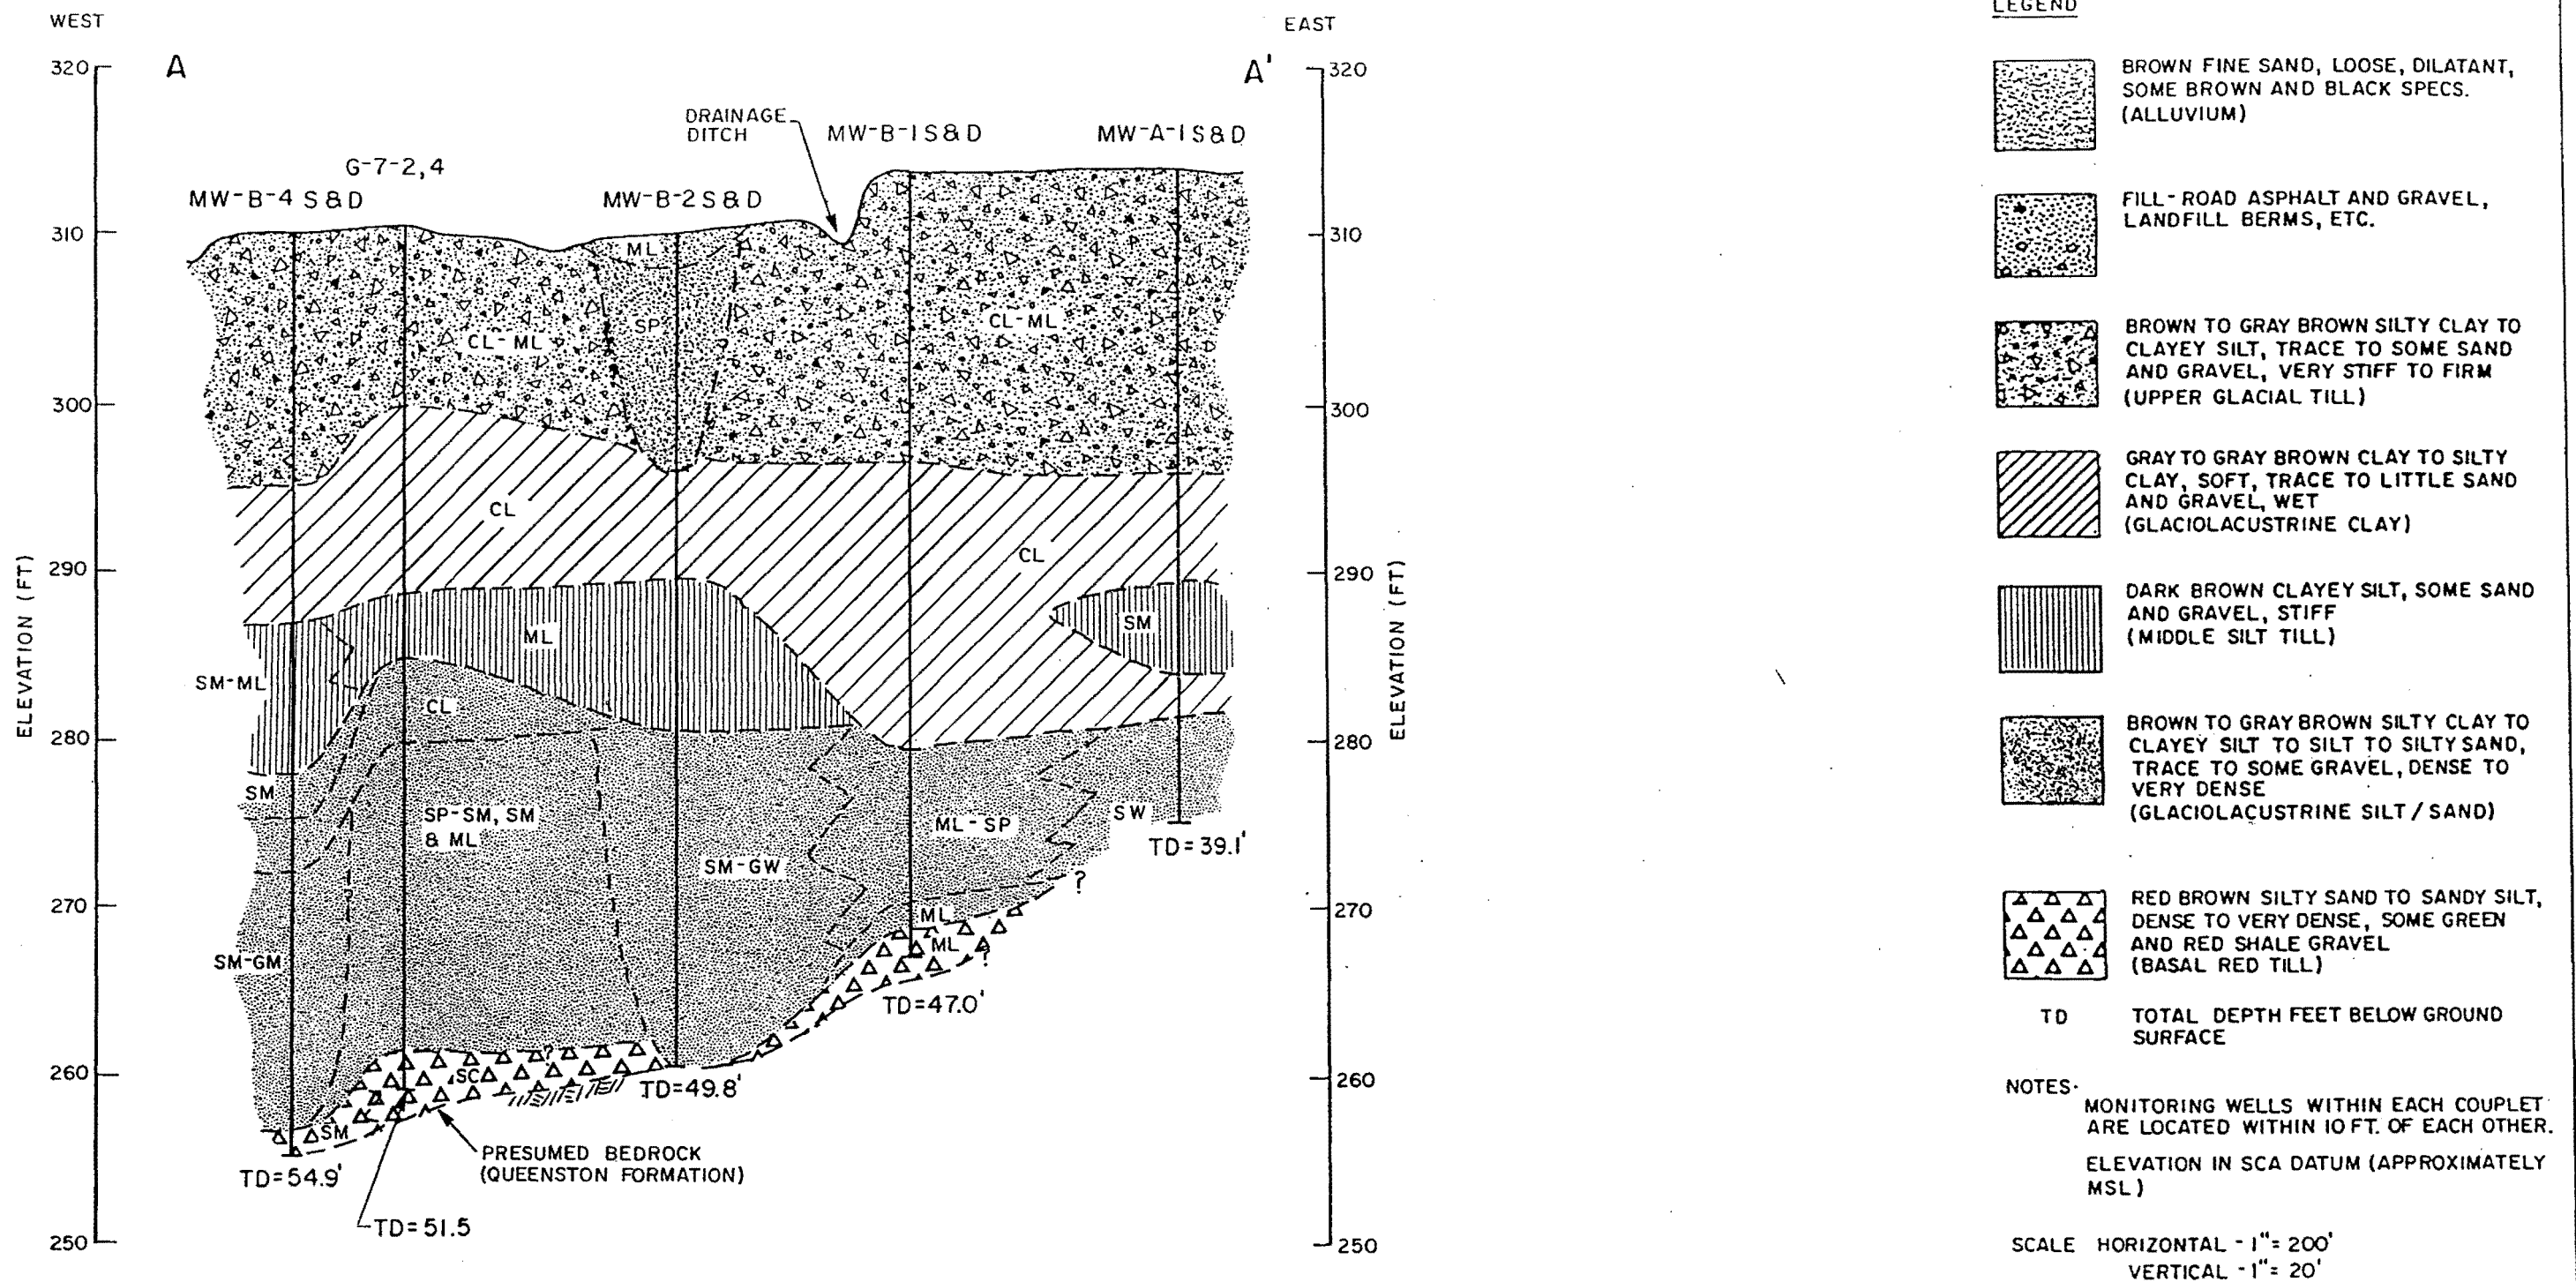 WEST
EAST
A
A'
320
310
300
290
280
270
260
250
ELEVATION (FT)
320
310
300
290
280
270
260
250
ELEVATION (FT)
DRAINAGE
DITCH
MW-B-1 S & D
MW-A-1 S & D
G-7-2,4
MW-B-4 S & D
MW-B-2 S & D
ML
SP
CL-ML
CL-ML
CL
CL
SM
ML
SM-ML
CL
SM
SP-SM, SM
& ML
ML-SP
SW
SM-GW
TD=39.1'
?
ML
ML
?
SM-GM
TD=47.0'
?
SC
TD=49.8'
SM
PRESUMED BEDROCK
(QUEENSTON FORMATION)
TD=54.9'
TD=51.5
LEGEND
BROWN FINE SAND, LOOSE, DILATANT,
SOME BROWN AND BLACK SPECS.
(ALLUVIUM)
FILL-ROAD ASPHALT AND GRAVEL,
LANDFILL BERMS, ETC.
BROWN TO GRAY BROWN SILTY CLAY TO
CLAYEY SILT, TRACE TO SOME SAND
AND GRAVEL, VERY STIFF TO FIRM
(UPPER GLACIAL TILL)
GRAY TO GRAY BROWN CLAY TO SILTY
CLAY, SOFT, TRACE TO LITTLE SAND
AND GRAVEL, WET
(GLACIOLACUSTRINE CLAY)
DARK BROWN CLAYEY SILT, SOME SAND
AND GRAVEL, STIFF
(MIDDLE SILT TILL)
BROWN TO GRAY BROWN SILTY CLAY TO
CLAYEY SILT TO SILT TO SILTY SAND,
TRACE TO SOME GRAVEL, DENSE TO
VERY DENSE
(GLACIOLACUSTRINE SILT / SAND)
RED BROWN SILTY SAND TO SANDY SILT,
DENSE TO VERY DENSE, SOME GREEN
AND RED SHALE GRAVEL
(BASAL RED TILL)
TD TOTAL DEPTH FEET BELOW GROUND
SURFACE
NOTES:
MONITORING WELLS WITHIN EACH COUPLET
ARE LOCATED WITHIN 10 FT. OF EACH OTHER.
ELEVATION IN SCA DATUM (APPROXIMATELY
MSL)
SCALE HORIZONTAL - 1"= 200'
VERTICAL - 1"= 20'